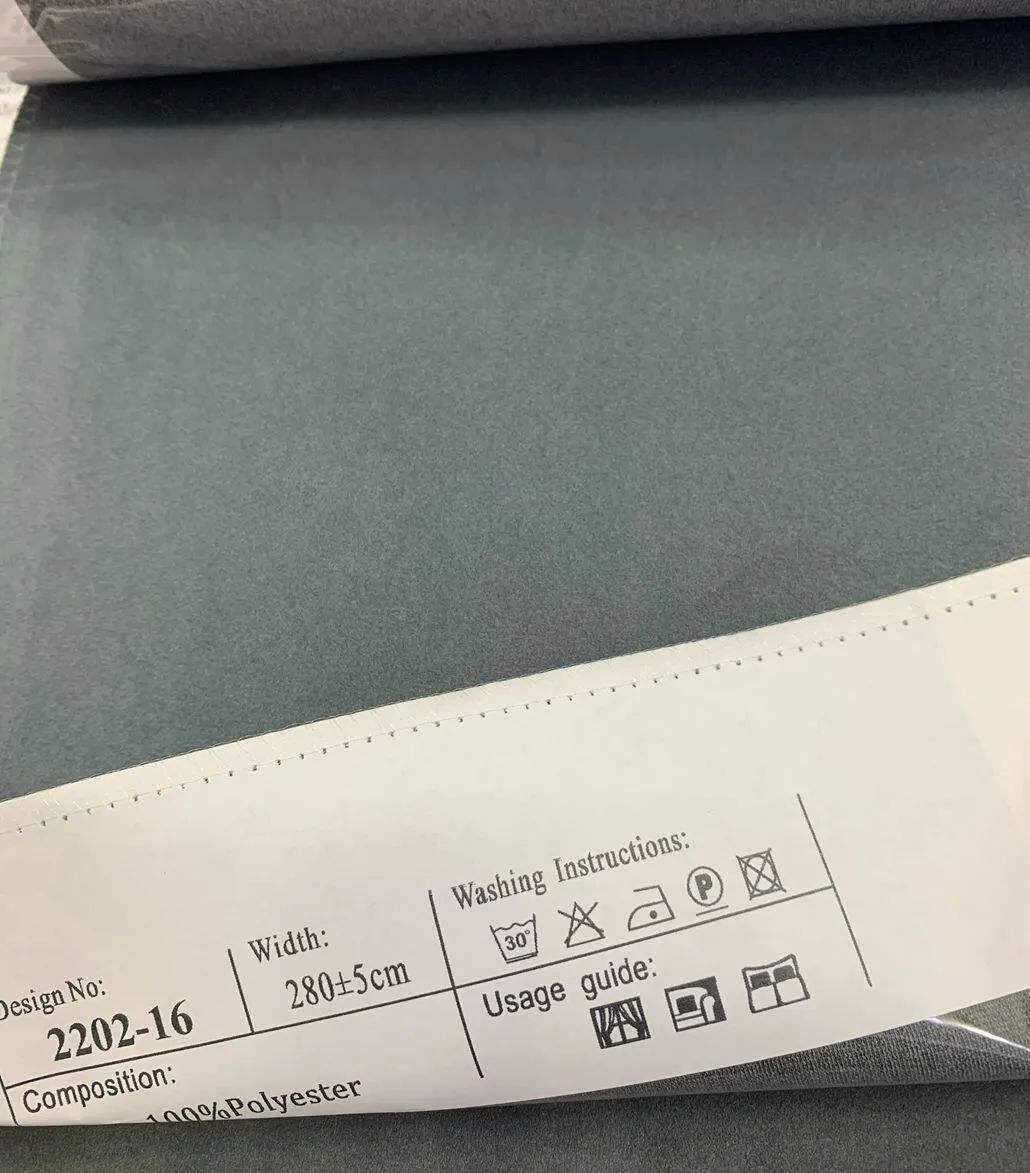 Design No:
2202-16
Width:
280±5cm
Washing Instructions:
30°
P
Usage guide:
Composition:
100%Polyester